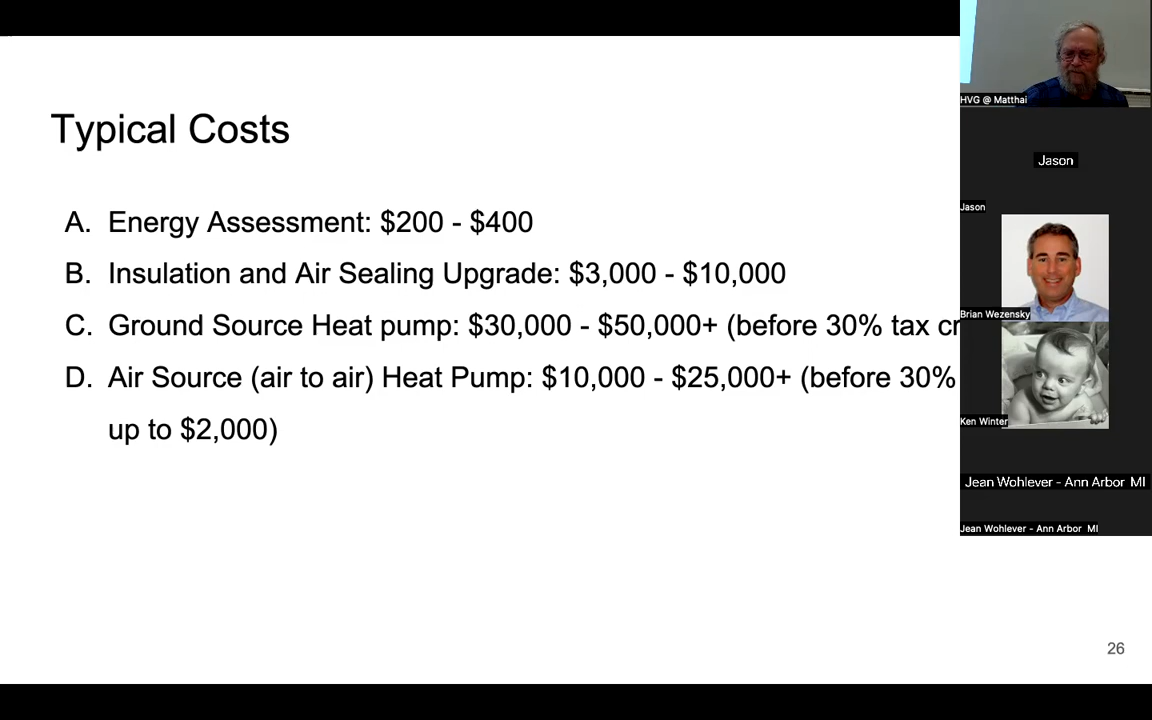 Typical Costs
A. Energy Assessment: $200 - $400
B. Insulation and Air Sealing Upgrade: $3,000 - $10,000
C. Ground Source Heat pump: $30,000 - $50,000+ (before 30% tax
D. Air Source (air to air) Heat Pump: $10,000 - $25,000+ (before 30%
up to $2,000)
26
HVG @ Matthai
Jason
Jason
Brian Wezensky
Ken Winter
Jean Wohlever - Ann Arbor MI
Jean Wohlever - Ann Arbor MI